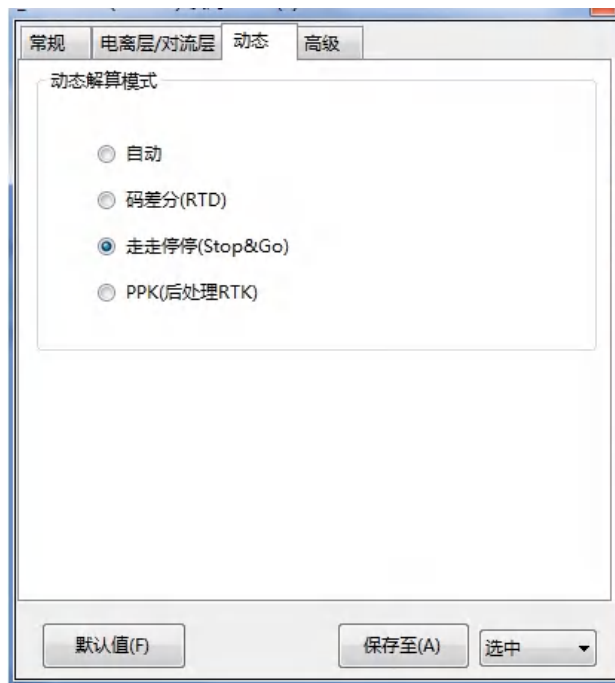 常规 电离层/对流层 动态 高级
动态解算模式
自动
码差分(RTD)
走走停停(Stop&Go)
PPK(后处理RTK)
默认值(F) 保存至(A) 选中